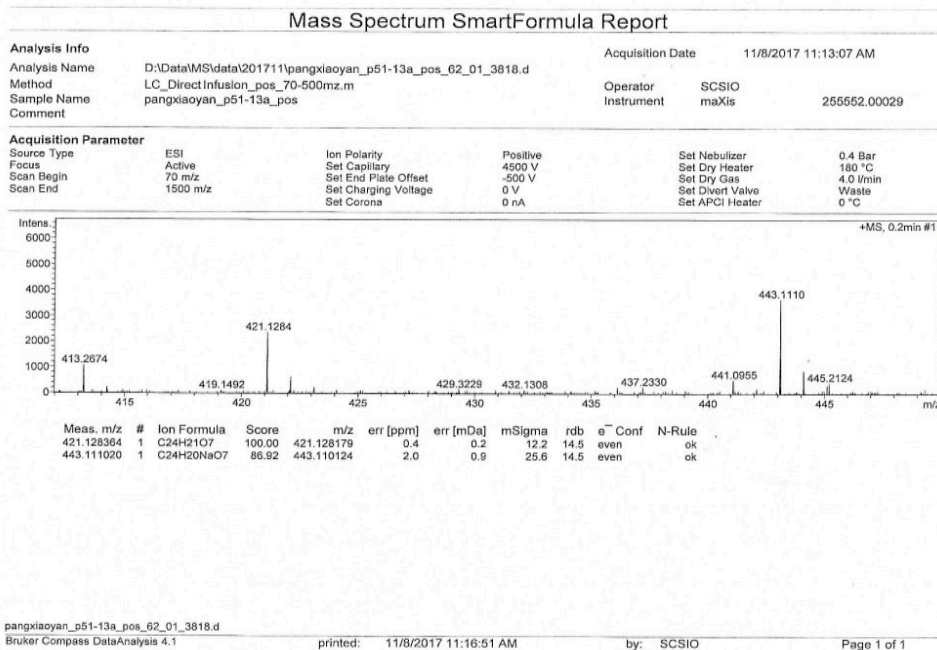 Mass Spectrum SmartFormula Report
Analysis Info
Acquisition Date 11/8/2017 11:13:07 AM
Analysis Name D:\Data\MS\data\201711\pangxiaoyan_p51-13a_pos_62_01_3818.d
Method LC_Direct Infusion_pos_70-500mz.m Operator SCSIO
Sample Name pangxiaoyan_p51-13a_pos Instrument maXis 255552.00029
Comment
Acquisition Parameter
Source Type ESI Ion Polarity Positive Set Nebulizer 0.4 Bar
Focus Active Set Capillary 4500 V Set Dry Heater 180 °C
Scan Begin 70 m/z Set End Plate Offset -500 V Set Dry Gas 4.0 l/min
Scan End 1500 m/z Set Charging Voltage 0 V Set Divert Valve Waste
Set Corona 0 nA Set APCI Heater 0 °C
Intens.
+MS, 0.2min #1
6000
5000
4000
3000
2000
1000
0
443.1110
421.1284
413.2674
419.1492
429.3229
432.1308
437.2330
441.0955
445.2124
415 420 425 430 435 440 445 m/z
Meas. m/z # Ion Formula Score m/z err [ppm] err [mDa] mSigma rdb e⁻ Conf N-Rule
421.128364 1 C24H21O7 100.00 421.128179 0.4 0.2 12.2 14.5 even ok
443.111020 1 C24H20NaO7 86.92 443.110124 2.0 0.9 25.6 14.5 even ok
pangxiaoyan_p51-13a_pos_62_01_3818.d
Bruker Compass DataAnalysis 4.1 printed: 11/8/2017 11:16:51 AM by: SCSIO Page 1 of 1